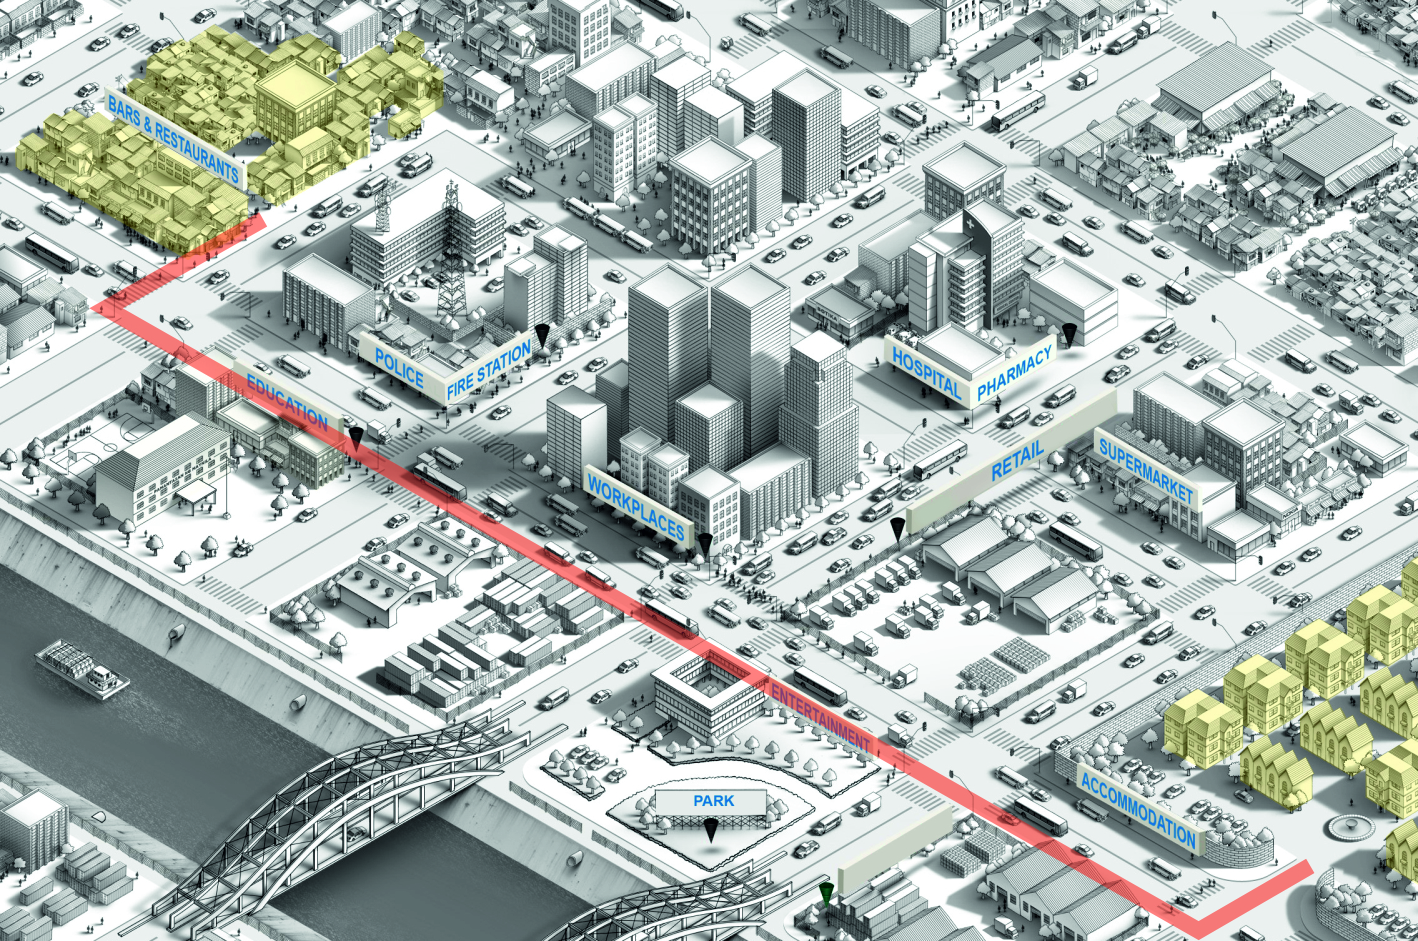 BARS & RESTAURANTS
POLICE
FIRE STATION
EDUCATION
HOSPITAL
PHARMACY
RETAIL
SUPERMARKET
WORKPLACES
ENTERTAINMENT
PARK
ACCOMMODATION